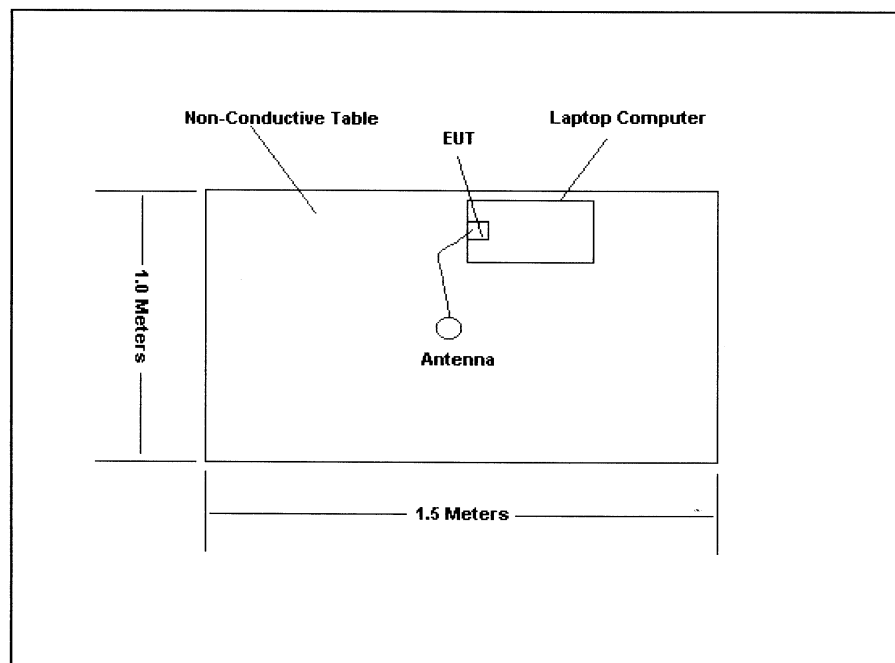 Non-Conductive Table
Laptop Computer
EUT
1.0 Meters
Antenna
1.5 Meters